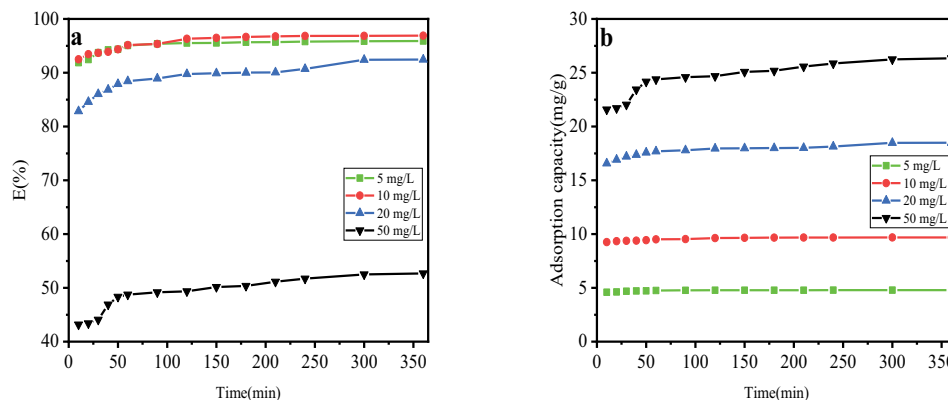 a
E(%)
100
90
80
70
60
50
40
5 mg/L
10 mg/L
20 mg/L
50 mg/L
0 50 100 150 200 250 300 350
Time(min)
b
Adsorption capacity(mg/g)
30
25
20
15
10
5
0
5 mg/L
10 mg/L
20 mg/L
50 mg/L
0 50 100 150 200 250 300 350
Time(min)